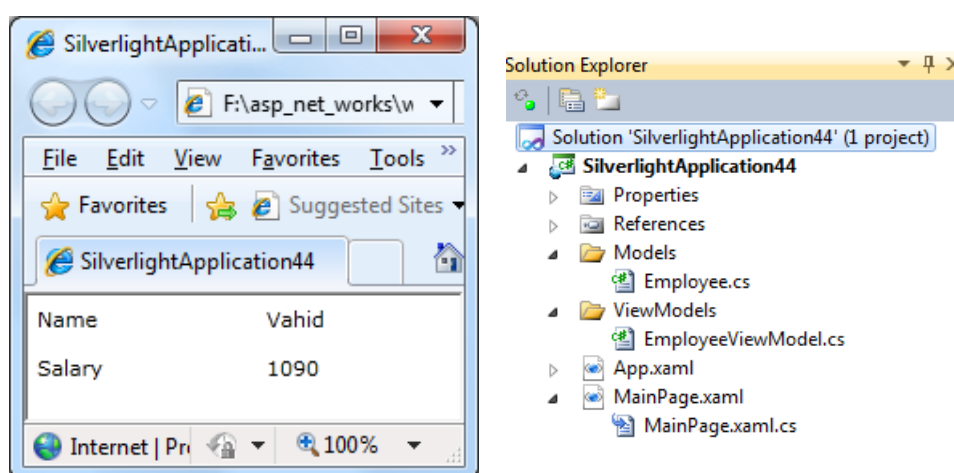 SilverlightApplicati...
F:\asp_net_works\w
File Edit View Favorites Tools »
Favorites Suggested Sites
SilverlightApplication44
Name Vahid
Salary 1090
Internet | Pr 100%
Solution Explorer
Solution 'SilverlightApplication44' (1 project)
SilverlightApplication44
Properties
References
Models
Employee.cs
ViewModels
EmployeeViewModel.cs
App.xaml
MainPage.xaml
MainPage.xaml.cs